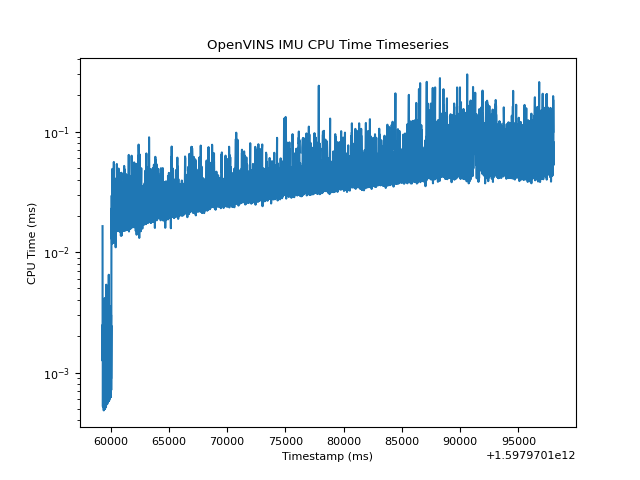 OpenVINS IMU CPU Time Timeseries
CPU Time (ms)
10⁻¹
10⁻²
10⁻³
60000 65000 70000 75000 80000 85000 90000 95000
Timestamp (ms)
+1.5979701e12